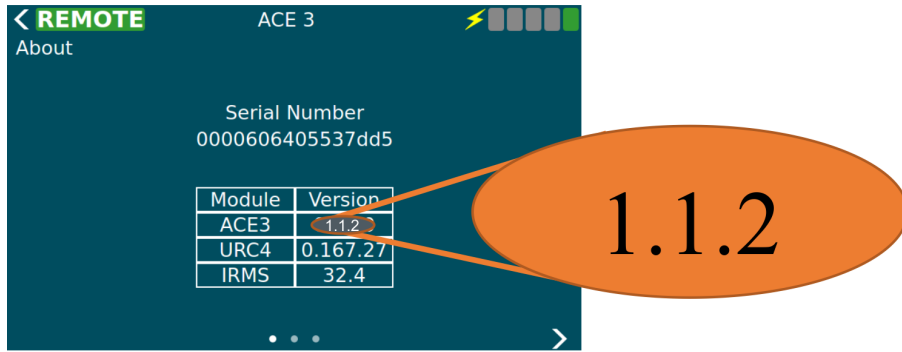 REMOTE ACE 3
About
Serial Number
0000606405537dd5
Module Version
ACE3 1.1.2
URC4 0.167.27
IRMS 32.4
1.1.2